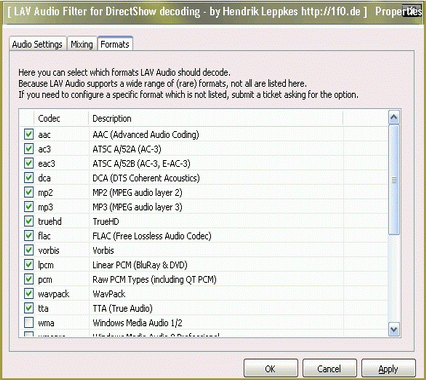 [ LAV Audio Filter for DirectShow decoding - by Hendrik Leppkes http://1f0.de ] Properties
Audio Settings Mixing Formats
Here you can select which formats LAV Audio should decode.
Because LAV Audio supports a wide range of (rare) formats, not all are listed here.
If you need to configure a specific format which is not listed, submit a ticket asking for the option.
Codec Description
aac AAC (Advanced Audio Coding)
ac3 ATSC A/52A (AC-3)
eac3 ATSC A/52B (AC-3, E-AC-3)
dca DCA (DTS Coherent Acoustics)
mp2 MP2 (MPEG audio layer 2)
mp3 MP3 (MPEG audio layer 3)
truehd TrueHD
flac FLAC (Free Lossless Audio Codec)
vorbis Vorbis
lpcm Linear PCM (BluRay & DVD)
pcm Raw PCM Types (including QT PCM)
wavpack WavPack
tta TTA (True Audio)
wma Windows Media Audio 1/2
OK Cancel Apply